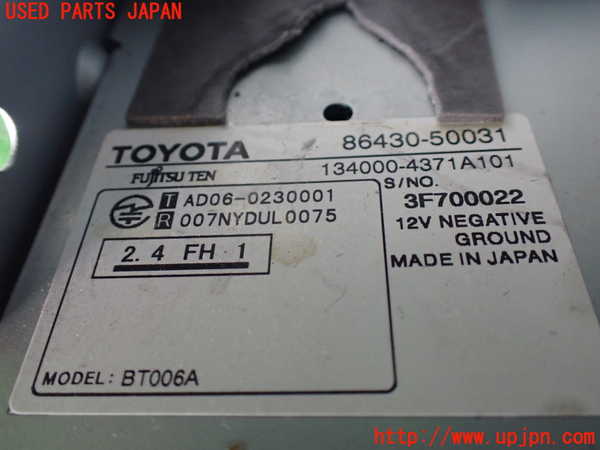 USED PARTS JAPAN
TOYOTA
86430-50031
FUJITSU TEN
134000-4371A101
S/NO.
T AD06-0230001
3F700022
R 007NYDUL0075
12V NEGATIVE
GROUND
2.4 FH 1
MADE IN JAPAN
MODEL: BT006A
http://www.upjpn.com